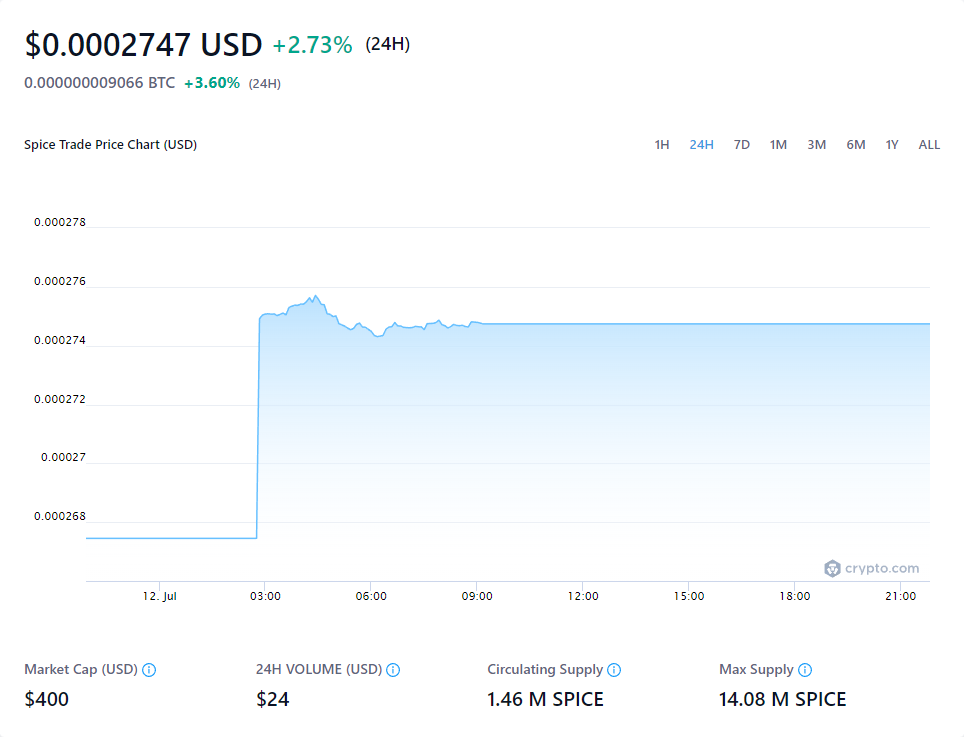 $0.0002747 USD +2.73% (24H)
0.000000009066 BTC +3.60% (24H)
Spice Trade Price Chart (USD) 1H 24H 7D 1M 3M 6M 1Y ALL
0.000278
0.000276
0.000274
0.000272
0.00027
0.000268
crypto.com
12. Jul 03:00 06:00 09:00 12:00 15:00 18:00 21:00
Market Cap (USD) 24H VOLUME (USD) Circulating Supply Max Supply
$400 $24 1.46 M SPICE 14.08 M SPICE